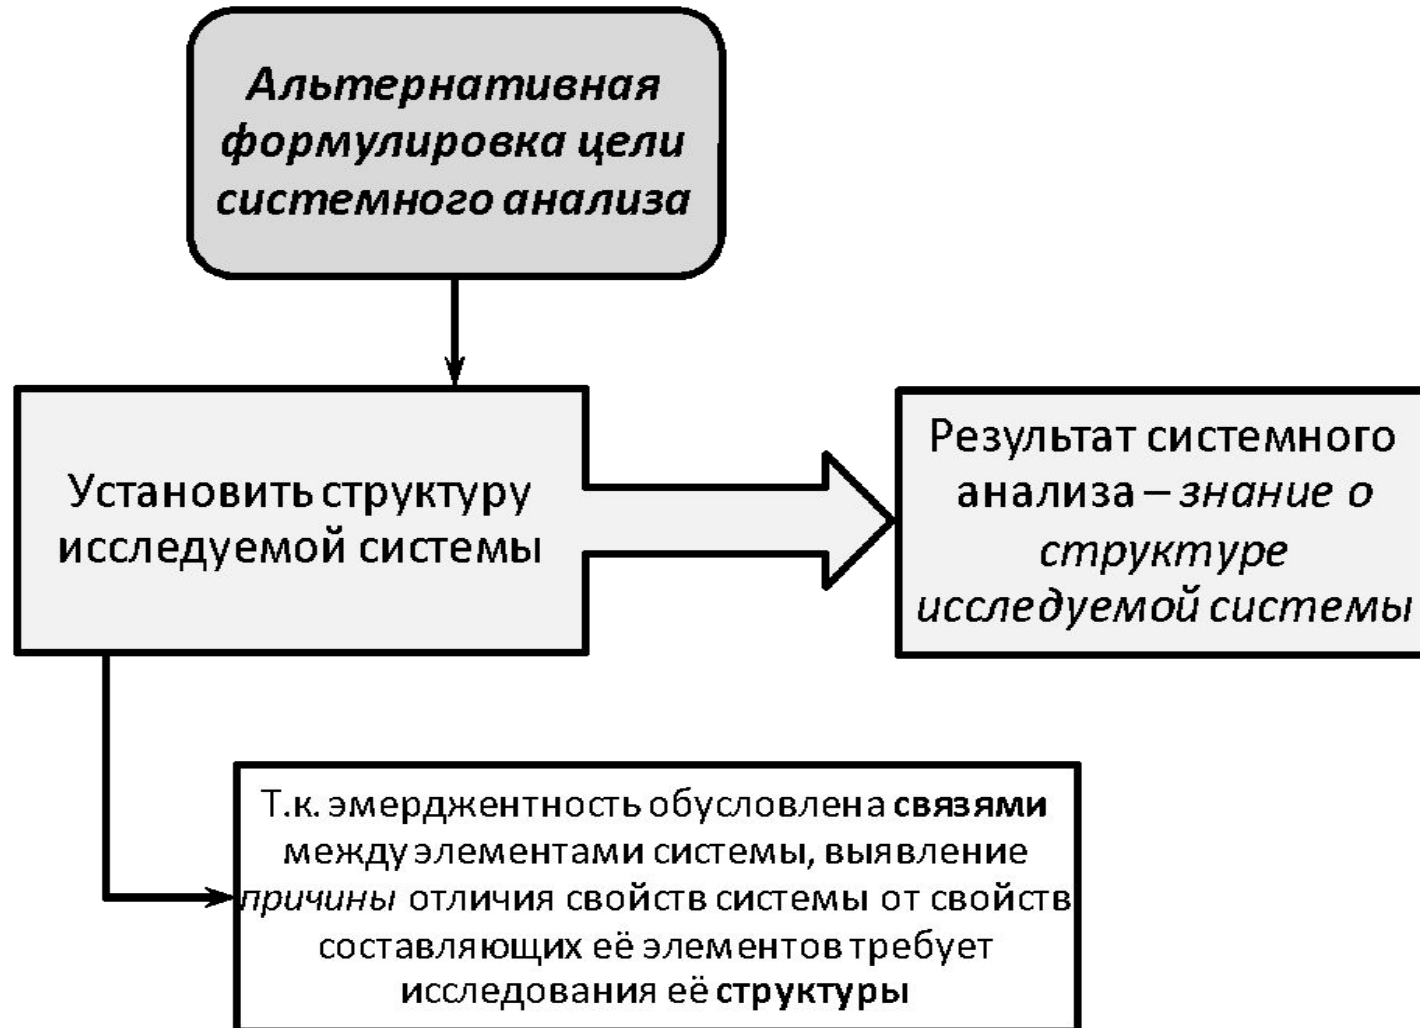 Альтернативная
формулировка цели
системного анализа
Установить структуру
исследуемой системы
Результат системного
анализа – знание о
структуре
исследуемой системы
Т.к. эмерджентность обусловлена связями
между элементами системы, выявление
причины отличия свойств системы от свойств
составляющих её элементов требует
исследования её структуры